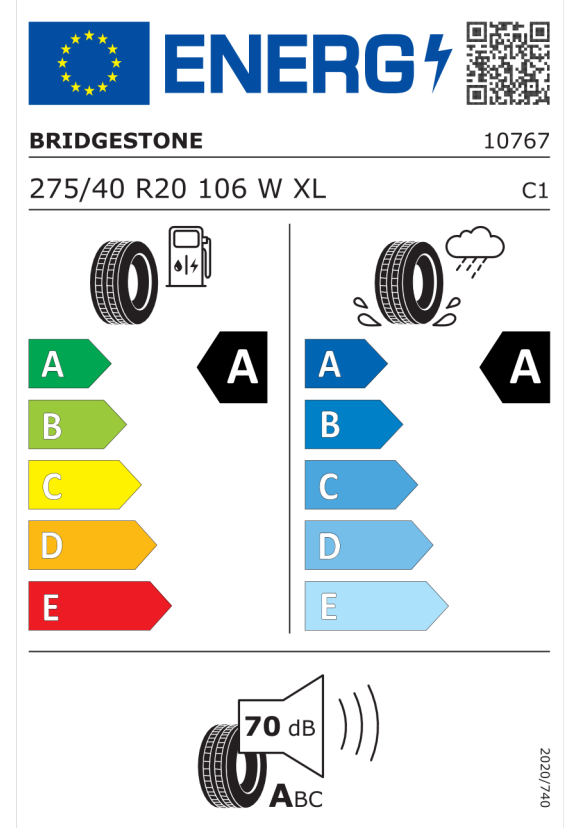 ENERG
BRIDGESTONE 10767
275/40 R20 106 W XL C1
A A A A
B B
C C
D D
E E
70 dB
ABC
2020/740